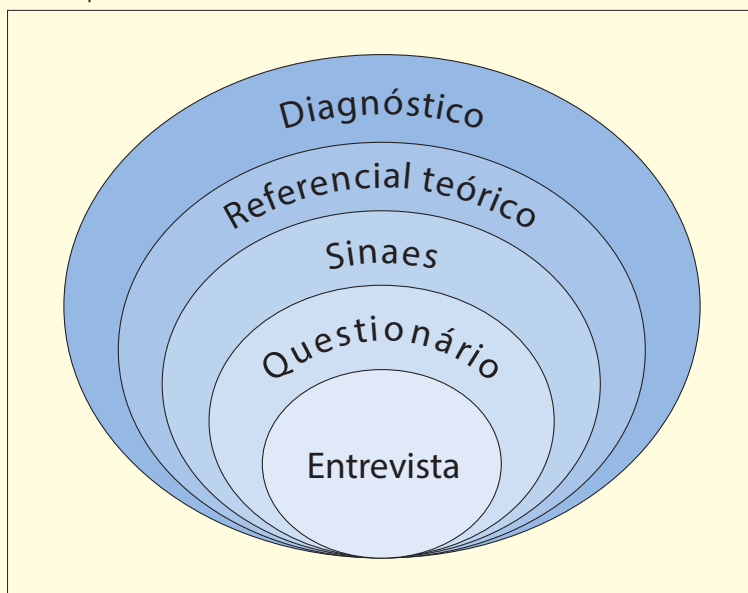 Diagnóstico
Referencial teórico
Sinaes
Questionário
Entrevista